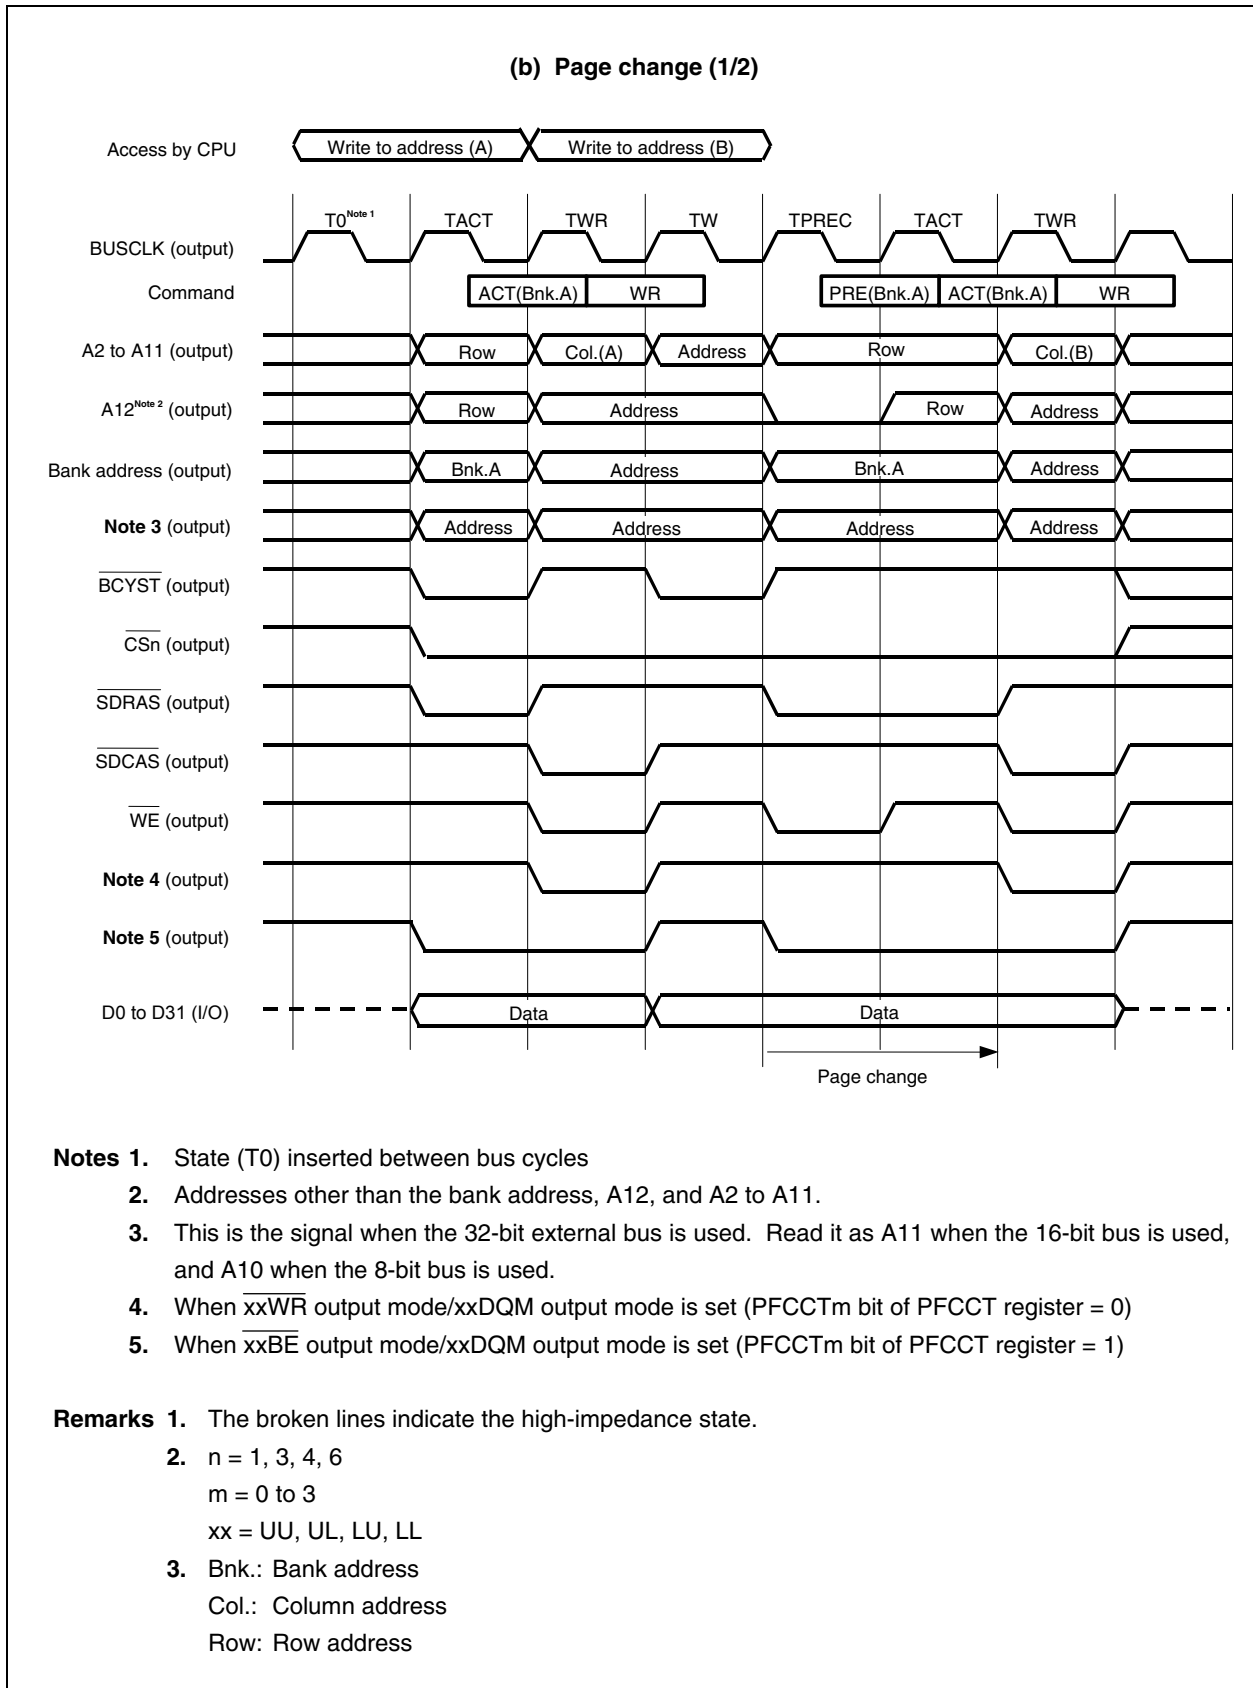 (b) Page change (1/2)
Access by CPU
Write to address (A) Write to address (B)
T0Note 1 TACT TWR TW TPREC TACT TWR
BUSCLK (output)
Command ACT(Bnk.A) WR PRE(Bnk.A) ACT(Bnk.A) WR
A2 to A11 (output) Row Col.(A) Address Row Col.(B)
A12Note 2 (output) Row Address Row Address
Bank address (output) Bnk.A Address Bnk.A Address
Note 3 (output) Address Address Address Address
BCYST (output)
CSn (output)
SDRAS (output)
SDCAS (output)
WE (output)
Note 4 (output)
Note 5 (output)
D0 to D31 (I/O) Data Data
Page change
Notes 1. State (T0) inserted between bus cycles
2. Addresses other than the bank address, A12, and A2 to A11.
3. This is the signal when the 32-bit external bus is used. Read it as A11 when the 16-bit bus is used,
and A10 when the 8-bit bus is used.
4. When xxWR output mode/xxDQM output mode is set (PFCCTm bit of PFCCT register = 0)
5. When xxBE output mode/xxDQM output mode is set (PFCCTm bit of PFCCT register = 1)
Remarks 1. The broken lines indicate the high-impedance state.
2. n = 1, 3, 4, 6
m = 0 to 3
xx = UU, UL, LU, LL
3. Bnk.: Bank address
Col.: Column address
Row: Row address